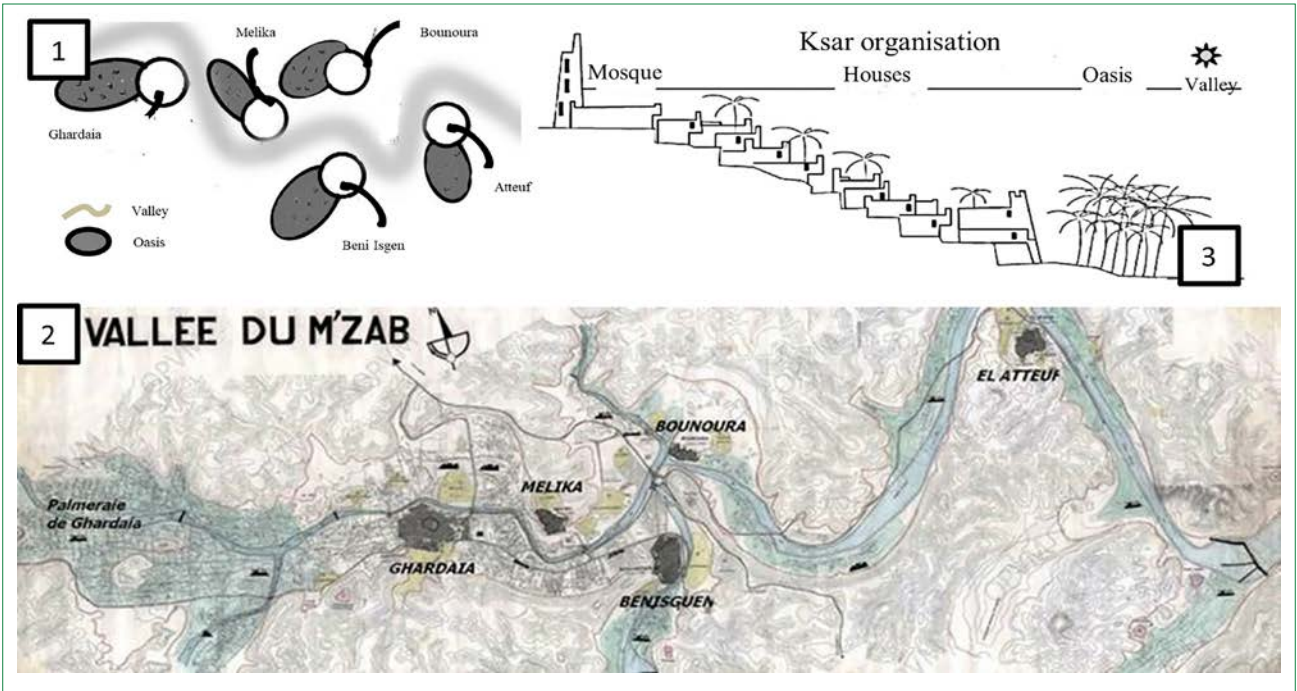 1
Melika
Bounoura
Ghardaia
Atteuf
Beni Isgen
Valley
Oasis
Ksar organisation
Mosque
Houses
Oasis
Valley
3
2
VALLEE DU M'ZAB
EL ATTEUF
BOUNOURA
MELIKA
Palmeraie
de Ghardaia
GHARDAIA
BENISGUEN